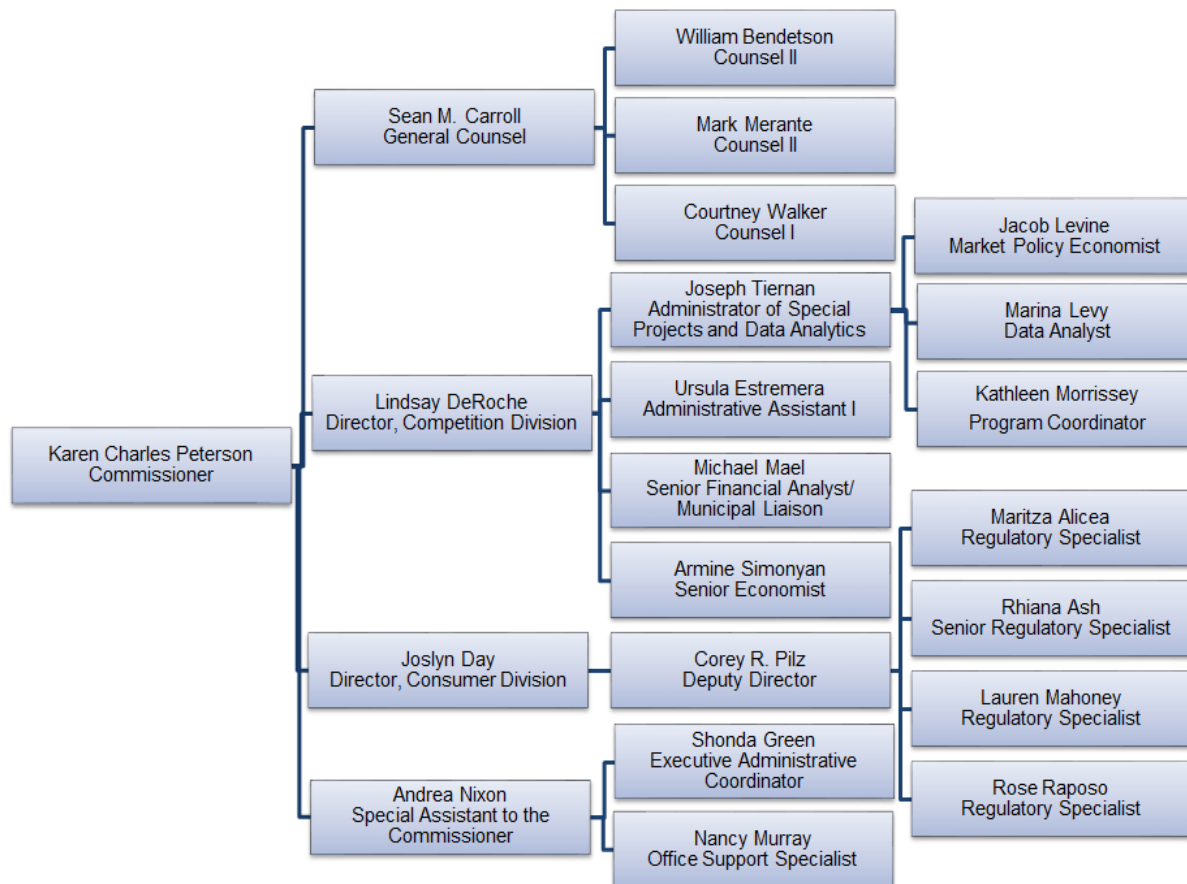 Karen Charles Peterson
Commissioner
Sean M. Carroll
General Counsel
William Bendetson
Counsel II
Mark Merante
Counsel II
Courtney Walker
Counsel I
Lindsay DeRoche
Director, Competition Division
Joseph Tiernan
Administrator of Special
Projects and Data Analytics
Jacob Levine
Market Policy Economist
Marina Levy
Data Analyst
Kathleen Morrissey
Program Coordinator
Ursula Estremera
Administrative Assistant I
Michael Mael
Senior Financial Analyst/
Municipal Liaison
Armine Simonyan
Senior Economist
Joslyn Day
Director, Consumer Division
Corey R. Pilz
Deputy Director
Maritza Alicea
Regulatory Specialist
Rhiana Ash
Senior Regulatory Specialist
Lauren Mahoney
Regulatory Specialist
Rose Raposo
Regulatory Specialist
Andrea Nixon
Special Assistant to the
Commissioner
Shonda Green
Executive Administrative
Coordinator
Nancy Murray
Office Support Specialist